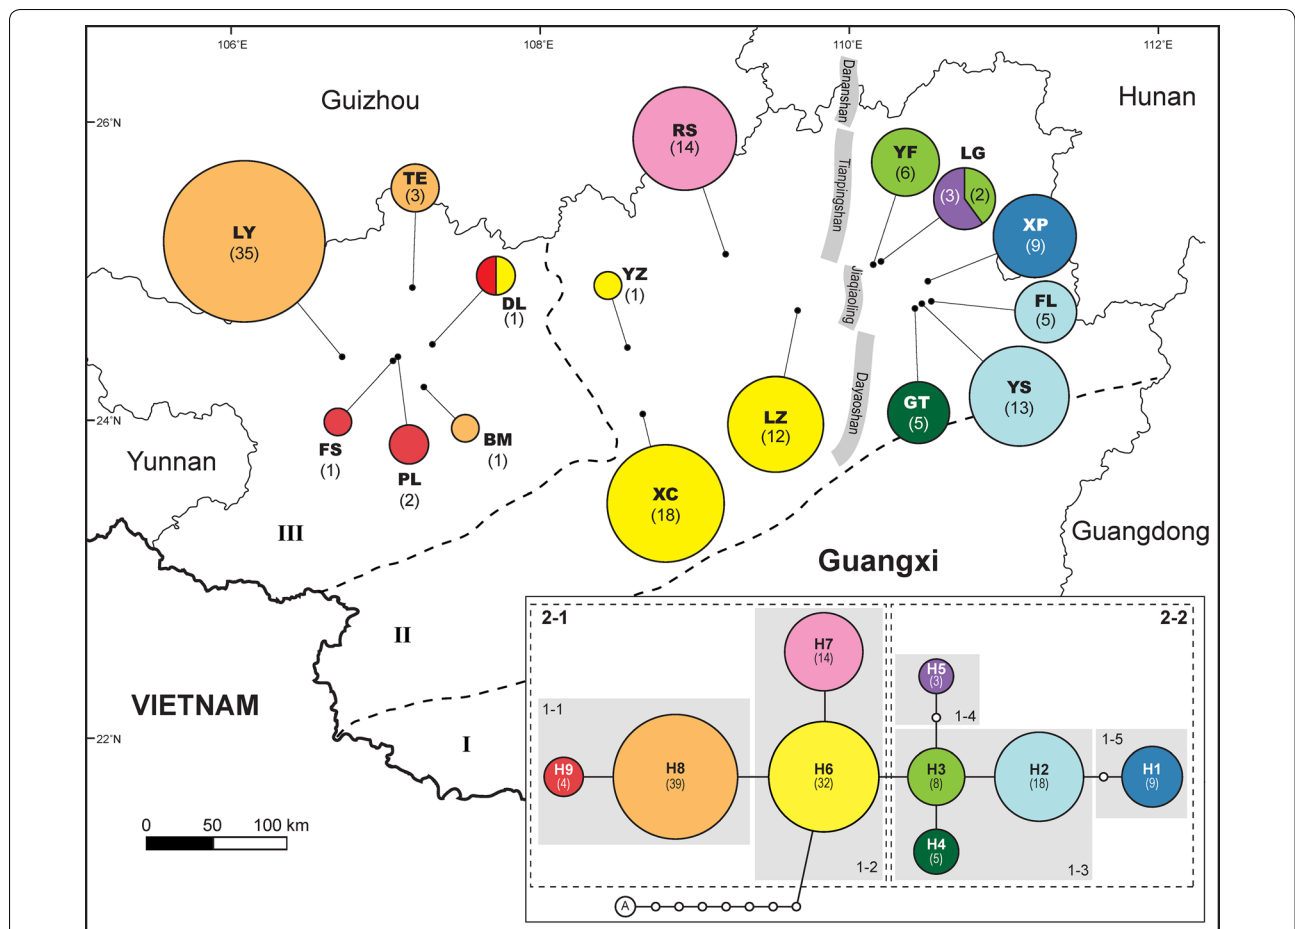 106°E
108°E
110°E
112°E
26°N
24°N
22°N
Guizhou
Hunan
Yunnan
Guangdong
Guangxi
VIETNAM
Dananshan
Tianpingshan
Jiaqiaoling
Dayaoshan
LY
(35)
TE
(3)
RS
(14)
YF
(6)
LG
(3)
(2)
XP
(9)
DL
(1)
YZ
(1)
FL
(5)
YS
(13)
GT
(5)
LZ
(12)
XC
(18)
FS
(1)
PL
(2)
BM
(1)
III
II
I
0 50 100 km
2-1
2-2
H7
(14)
H5
(3)
1-4
1-1
1-5
H9
(4)
H8
(39)
H6
(32)
H3
(8)
H2
(18)
H1
(9)
H4
(5)
1-2
1-3
A